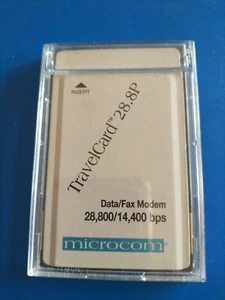 INSERT
TravelCard™ 28.8P
Data/Fax Modem
28,800/14,400 bps
microcom